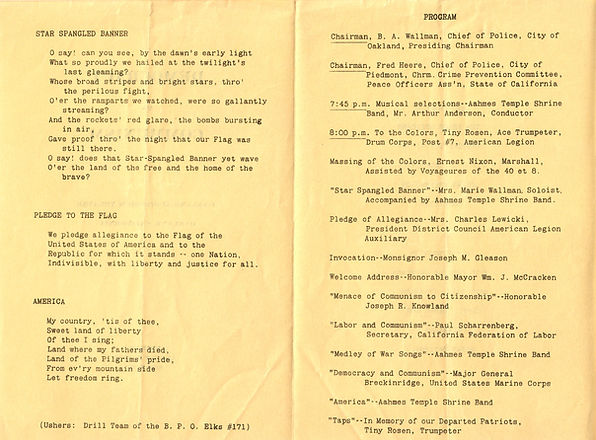 STAR SPANGLED BANNER
O say! can you see, by the dawn's early light
What so proudly we hailed at the twilight's
last gleaming?
Whose broad stripes and bright stars, thro'
the perilous fight,
O'er the ramparts we watched, were so gallantly
streaming?
And the rockets' red glare, the bombs bursting
in air,
Gave proof thro' the night that our Flag was
still there.
O say! does that Star-Spangled Banner yet wave
O'er the land of the free and the home of the
brave?
PLEDGE TO THE FLAG
We pledge allegiance to the Flag of the
United States of America and to the
Republic for which it stands -- one Nation,
Indivisible, with liberty and justice for all.
AMERICA
My country, 'tis of thee,
Sweet land of liberty
Of thee I sing;
Land where my fathers died,
Land of the Pilgrims' pride,
From ev'ry mountain side
Let freedom ring.
(Ushers: Drill Team of the B. P. O. Elks #171)
PROGRAM
Chairman, B. A. Wallman, Chief of Police, City of
Oakland, Presiding Chairman
Chairman, Fred Heere, Chief of Police, City of
Piedmont, Chrm. Crime Prevention Committee,
Peace Officers Ass'n, State of California
7:45 p.m. Musical selections--Aahmes Temple Shrine
Band, Mr. Arthur Anderson, Conductor
8:00 p.m. To the Colors, Tiny Rosen, Ace Trumpeter,
Drum Corps, Post #7, American Legion
Massing of the Colors, Ernest Nixon, Marshall,
Assisted by Voyageures of the 40 et 8.
"Star Spangled Banner"--Mrs. Marie Wallman, Soloist,
Accompanied by Aahmes Temple Shrine Band.
Pledge of Allegiance--Mrs. Charles Lewicki,
President District Council American Legion
Auxiliary
Invocation--Monsignor Joseph M. Gleason
Welcome Address--Honorable Mayor Wm. J. McCracken
"Menace of Communism to Citizenship"--Honorable
Joseph R. Knowland
"Labor and Communism"--Paul Scharrenberg,
Secretary, California Federation of Labor
"Medley of War Songs"--Aahmes Temple Shrine Band
"Democracy and Communism"--Major General
Breckinridge, United States Marine Corps
"America"--Aahmes Temple Shrine Band
"Taps"--In Memory of our Departed Patriots,
Tiny Rosen, Trumpeter